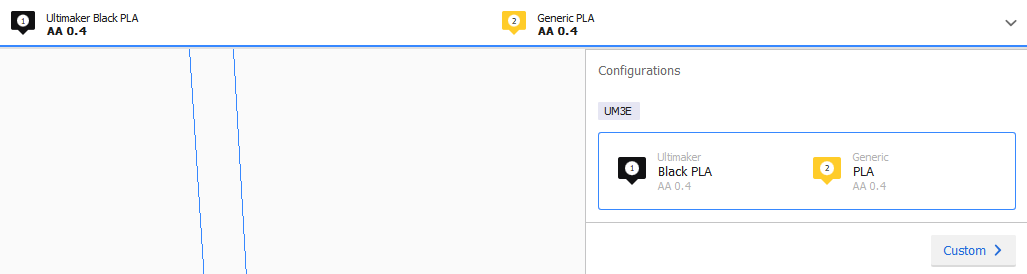 1
Ultimaker Black PLA
AA 0.4
2
Generic PLA
AA 0.4
Configurations
UM3E
1
Ultimaker
Black PLA
AA 0.4
2
Generic
PLA
AA 0.4
Custom